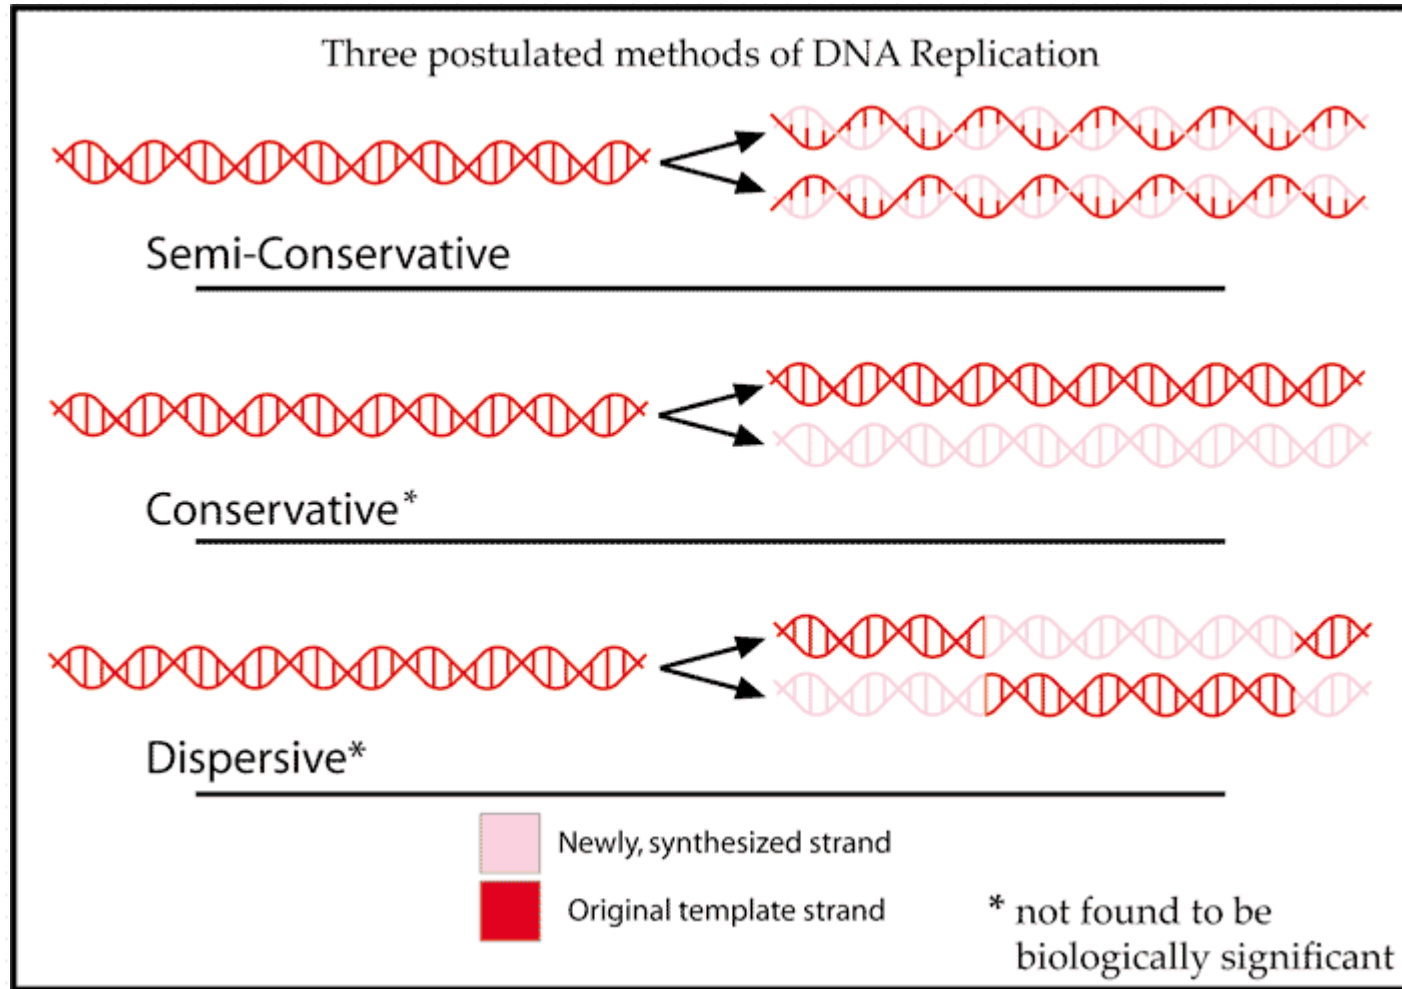 Three postulated methods of DNA Replication
Semi-Conservative
Conservative*
Dispersive*
Newly, synthesized strand
Original template strand
* not found to be
biologically significant